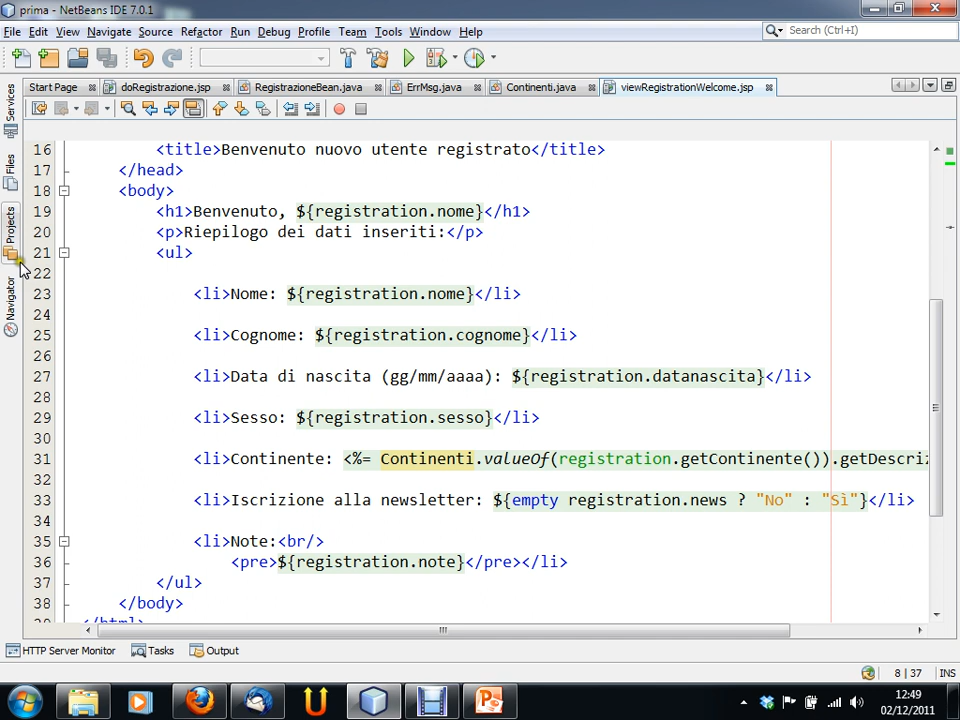 prima - NetBeans IDE 7.0.1
File Edit View Navigate Source Refactor Run Debug Profile Team Tools Window Help
Search (Ctrl+I)
Start Page doRegistrazione.jsp RegistrazioneBean.java ErrMsg.java Continenti.java viewRegistrationWelcome.jsp
Services
Files
Projects
Navigator
16 <title>Benvenuto nuovo utente registrato</title>
17 </head>
18 <body>
19 <h1>Benvenuto, ${registration.nome}</h1>
20 <p>Riepilogo dei dati inseriti:</p>
21 <ul>
22
23 <li>Nome: ${registration.nome}</li>
24
25 <li>Cognome: ${registration.cognome}</li>
26
27 <li>Data di nascita (gg/mm/aaaa): ${registration.datanascita}</li>
28
29 <li>Sesso: ${registration.sesso}</li>
30
31 <li>Continente: <%= Continenti.valueOf(registration.getContinente()).getDescriz
32
33 <li>Iscrizione alla newsletter: ${empty registration.news ? "No" : "Sì"}</li>
34
35 <li>Note:<br/>
36 <pre>${registration.note}</pre></li>
37 </ul>
38 </body>
39 </html>
HTTP Server Monitor Tasks Output
8 | 37 INS
12:49
02/12/2011